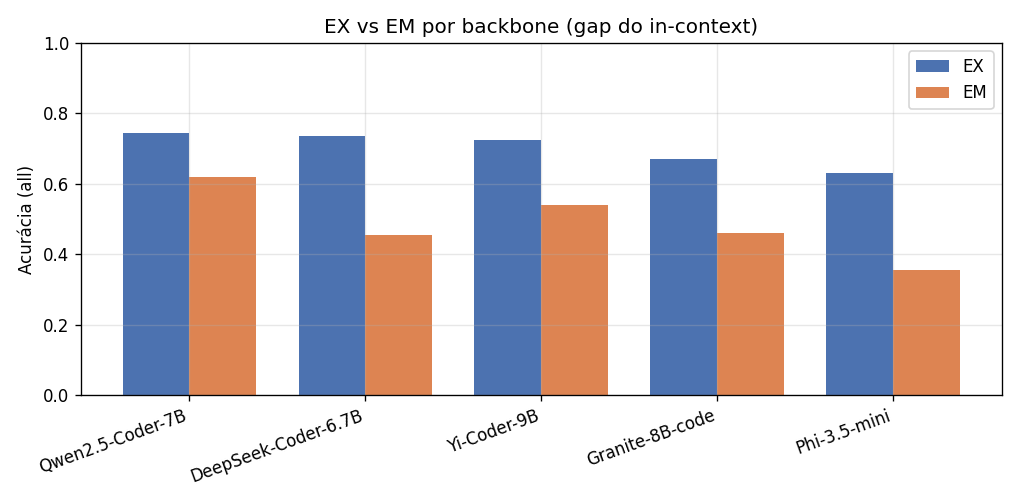 EX vs EM por backbone (gap do in-context)
EX
EM
Acurácia (all)
1.0
0.8
0.6
0.4
0.2
0.0
Qwen2.5-Coder-7B
DeepSeek-Coder-6.7B
Yi-Coder-9B
Granite-8B-code
Phi-3.5-mini